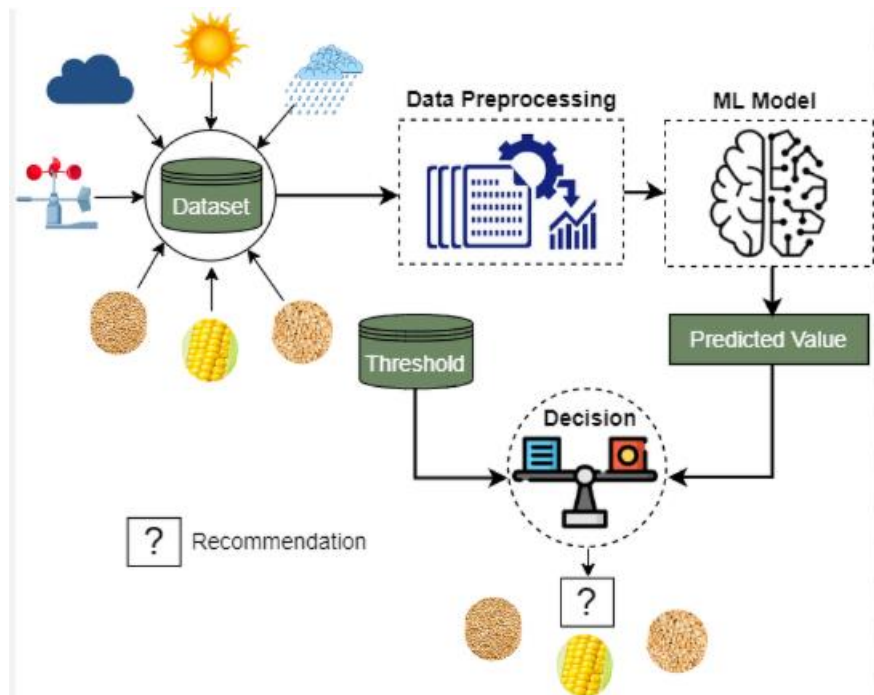 Data Preprocessing
ML Model
Dataset
Threshold
Predicted Value
Decision
? Recommendation
?